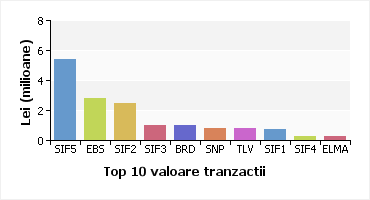 8
6
4
2
0
Lei (milioane)
SIF5 EBS SIF2 SIF3 BRD SNP TLV SIF1 SIF4 ELMA
Top 10 valoare tranzactii